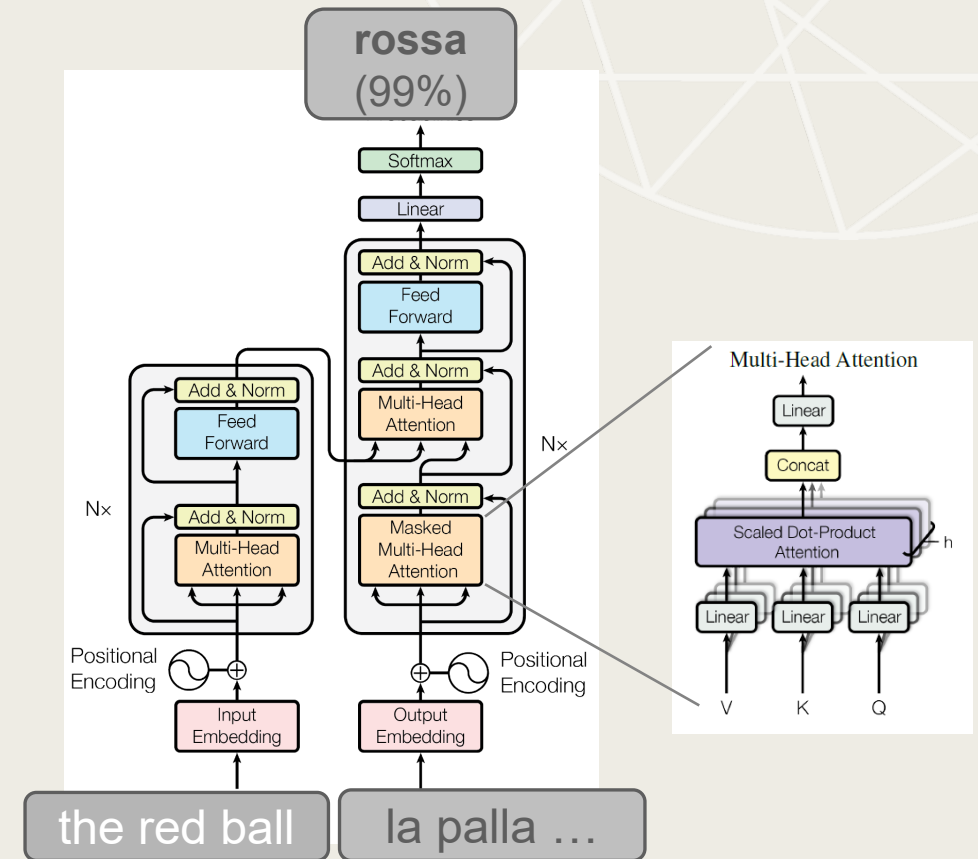 rossa
(99%)
Softmax
Linear
Add & Norm
Feed
Forward
Add & Norm
Multi-Head
Attention
Nx
Add & Norm
Masked
Multi-Head
Attention
Positional
Encoding
Output
Embedding
la palla …
Add & Norm
Feed
Forward
Nx
Add & Norm
Multi-Head
Attention
Positional
Encoding
Input
Embedding
the red ball
Multi-Head Attention
Linear
Concat
Scaled Dot-Product
Attention
h
Linear
Linear
Linear
V
K
Q